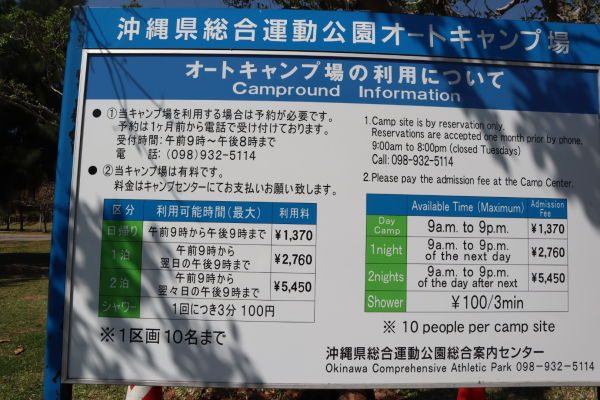 沖縄県総合運動公園オートキャンプ場
オートキャンプ場の利用について
Campround Information
● ①当キャンプ場を利用する場合は予約が必要です。
予約は1ヶ月前から電話で受け付けております。
受付時間: 午前9時～午後8時まで
電 話: (098)932-5114
● ②当キャンプ場は有料です。
料金はキャンプセンターにてお支払いお願い致します。
区分 利用可能時間(最大) 利用料
日帰り 午前9時から午後9時まで ¥1,370
1泊 午前9時から 翌日の午後9時まで ¥2,760
2泊 午前9時から 翌々日の午後9時まで ¥5,450
シャワー 1回につき3分 100円
※1区画10名まで
1.Camp site is by reservation only.
Reservations are accepted one month prior by phone.
9:00am to 8:00pm (closed Tuesdays)
Call: 098-932-5114
2.Please pay the admission fee at the Camp Center.
Available Time (Maximum) Admission Fee
Day Camp 9a.m. to 9p.m. ¥1,370
1night 9a.m. to 9p.m. of the next day ¥2,760
2nights 9a.m. to 9p.m. of the day after next ¥5,450
Shower ¥100/3min
※ 10 people per camp site
沖縄県総合運動公園総合案内センター
Okinawa Comprehensive Athletic Park 098-932-5114